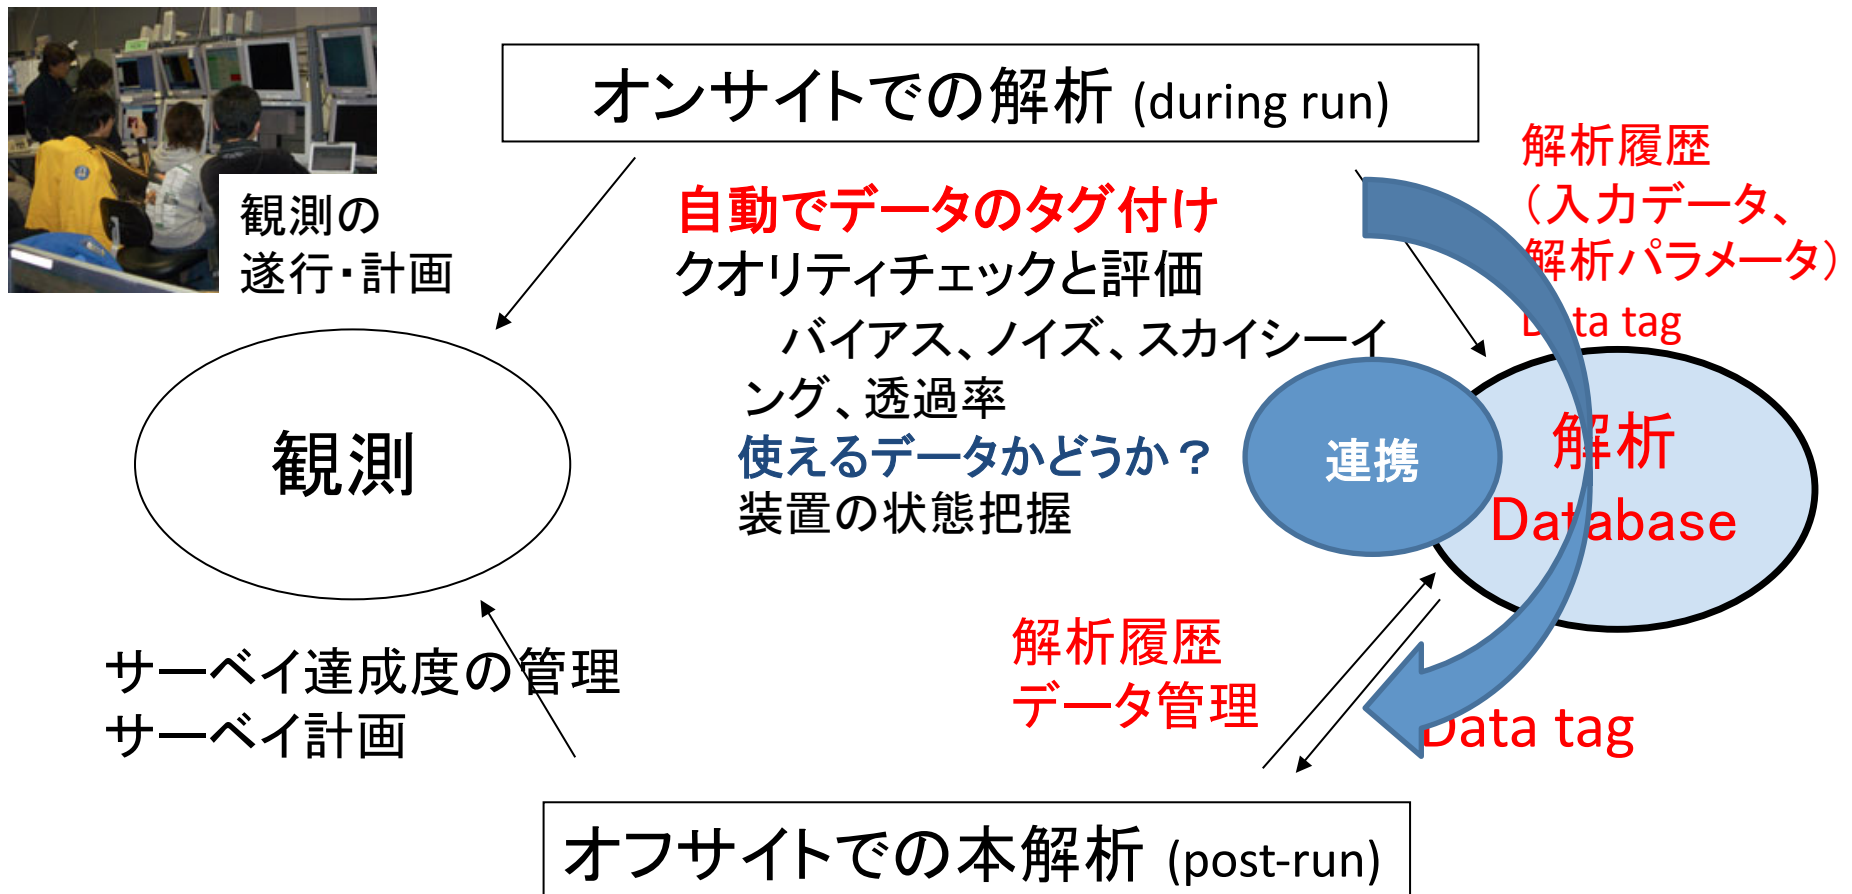 オンサイトでの解析 (during run)
解析履歴
（入力データ、
解析パラメータ）
Data tag
観測の
遂行・計画
自動でデータのタグ付け
クオリティチェックと評価
バイアス、ノイズ、スカイシーイ
ング、透過率
使えるデータかどうか？
装置の状態把握
観測
連携
解析
Database
サーベイ達成度の管理
サーベイ計画
解析履歴
データ管理
Data tag
オフサイトでの本解析 (post-run)